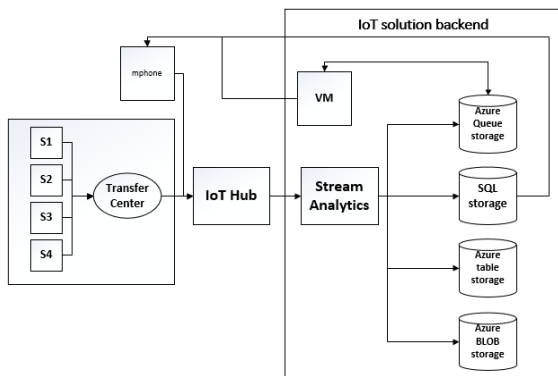 IoT solution backend
mphone
VM
Azure
Queue
storage
S1
S2
S3
S4
Transfer
Center
IoT Hub
Stream
Analytics
SQL
storage
Azure
table
storage
Azure
BLOB
storage